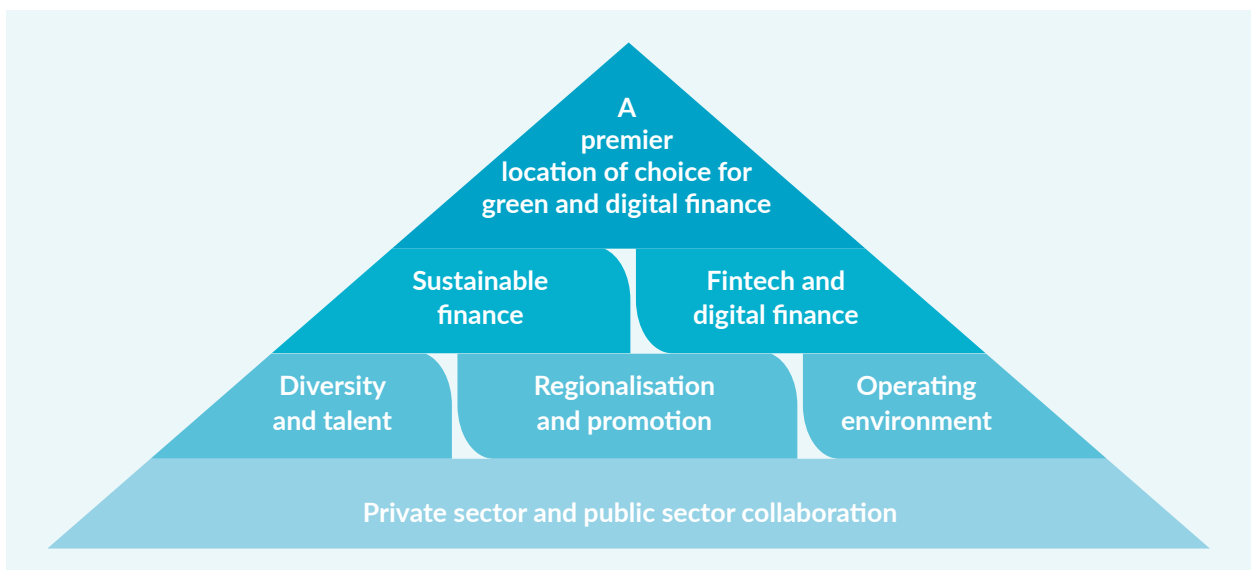 A
premier
location of choice for
green and digital finance
Sustainable
finance
Fintech and
digital finance
Diversity
and talent
Regionalisation
and promotion
Operating
environment
Private sector and public sector collaboration